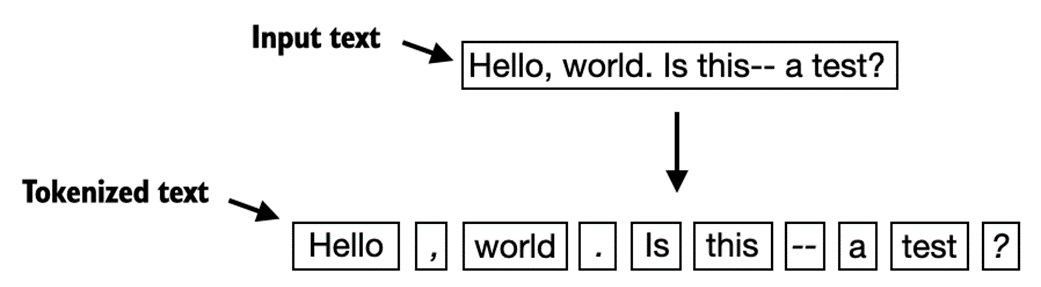 Input text
Hello, world. Is this-- a test?
Tokenized text
Hello , world . Is this -- a test ?